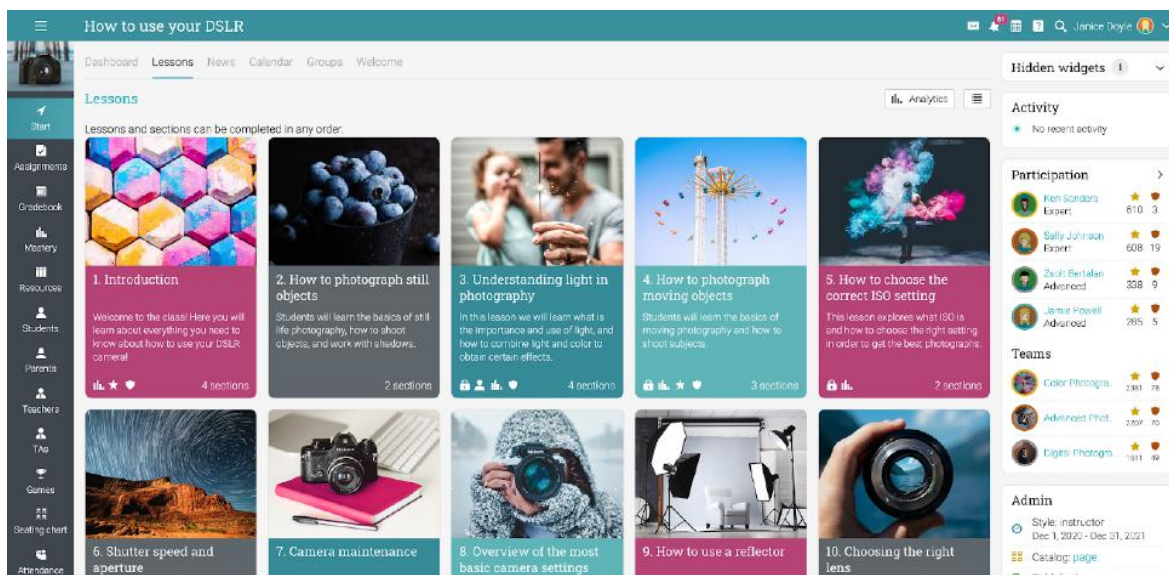 How to use your DSLR
61
Janice Doyle
Dashboard Lessons News Calendar Groups Welcome
Lessons
Analytics
Lessons and sections can be completed in any order.
Start
Assignments
Gradebook
Mastery
Resources
Students
Parents
Teachers
TAs
Games
Seating chart
Attendance
1. Introduction
Welcome to the class! Here you will
learn about everything you need to
know about how to use your DSLR
camera!
4 sections
2. How to photograph still
objects
Students will learn the basics of still
life photography, how to shoot
objects, and work with shadows.
2 sections
3. Understanding light in
photography
In this lesson we will learn what is
the importance and use of light, and
how to combine light and color to
obtain certain effects.
4 sections
4. How to photograph
moving objects
Students will learn the basics of
moving photography and how to
shoot subjects.
3 sections
5. How to choose the
correct ISO setting
This lesson explores what ISO is
and how to choose the right setting
in order to get the best photographs.
2 sections
6. Shutter speed and
aperture
7. Camera maintenance
8. Overview of the most
basic camera settings
9. How to use a reflector
10. Choosing the right
lens
Hidden widgets 1
Activity
No recent activity
Participation
Ken Sanders
Expert 610 3
Sally Johnson
Expert 608 19
Zsolt Bertalan
Advanced 338 9
Jamie Powell
Advanced 285 5
Teams
Color Photogra.. 2381 78
Advanced Phot.. 2207 70
3 Digital Photogra.. 1611 49
Admin
Style: instructor
Dec 1, 2020 - Dec 31, 2021
Catalog: page